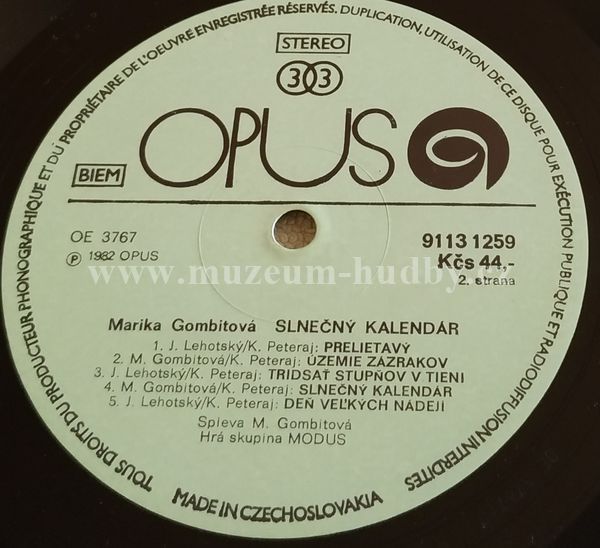 TOUS DROITS DU PRODUCTEUR PHONOGRAPHIQUE ET DU PROPRIÉTAIRE DE L'OEUVRE ENREGISTRÉE RÉSERVÉS. DUPLICATION, UTILISATION DE CE DISQUE POUR EXÉCUTION PUBLIQUE ET RADIODIFFUSION INTERDITES
STEREO
33
OPUS
BIEM
OE 3767
℗ 1982 OPUS
9113 1259
Kčs 44,-
2. strana
www.muzeum-hudby.cz
Marika Gombitová SLNEČNÝ KALENDÁR
1. J. Lehotský/K. Peteraj: PRELIETAVÝ
2. M. Gombitová/K. Peteraj: ÚZEMIE ZÁZRAKOV
3. J. Lehotský/K. Peteraj: TRIDSAŤ STUPŇOV V TIENI
4. M. Gombitová/K. Peteraj: SLNEČNÝ KALENDÁR
5. J. Lehotský/K. Peteraj: DEŇ VEĽKÝCH NÁDEJÍ
Spieva M. Gombitová
Hrá skupina MODUS
MADE IN CZECHOSLOVAKIA